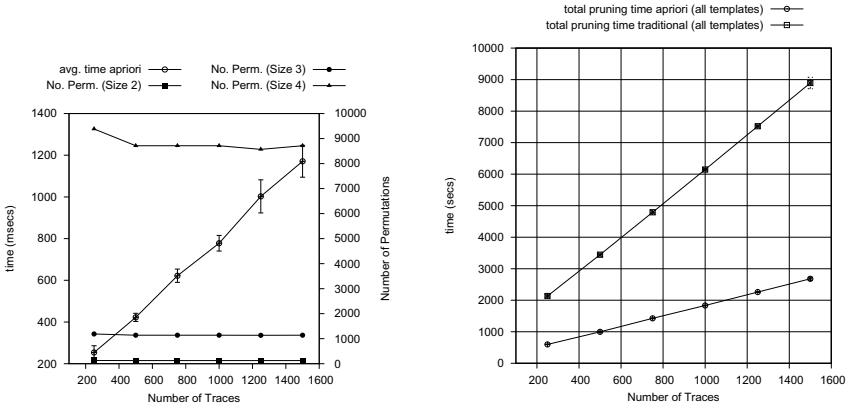 avg. time apriori
No. Perm. (Size 2)
No. Perm. (Size 3)
No. Perm. (Size 4)
1400
1200
1000
800
600
400
200
time (msecs)
10000
9000
8000
7000
6000
5000
4000
3000
2000
1000
0
Number of Permutations
200 400 600 800 1000 1200 1400 1600
Number of Traces
total pruning time apriori (all templates)
total pruning time traditional (all templates)
10000
9000
8000
7000
6000
5000
4000
3000
2000
1000
0
time (secs)
200 400 600 800 1000 1200 1400 1600
Number of Traces